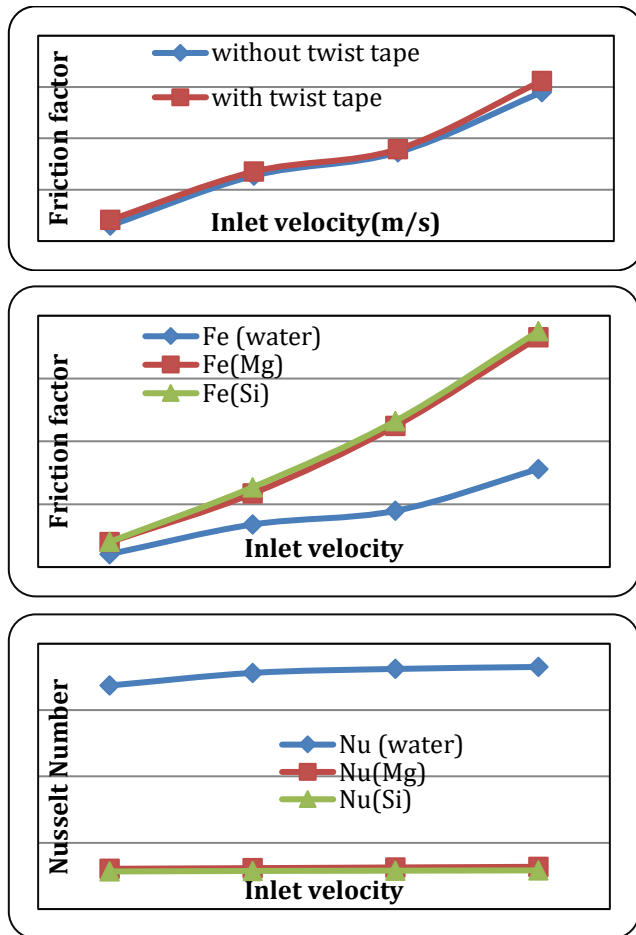 Friction factor
without twist tape
with twist tape
Inlet velocity(m/s)
Friction factor
Fe (water)
Fe(Mg)
Fe(Si)
Inlet velocity
Nusselt Number
Nu (water)
Nu(Mg)
Nu(Si)
Inlet velocity